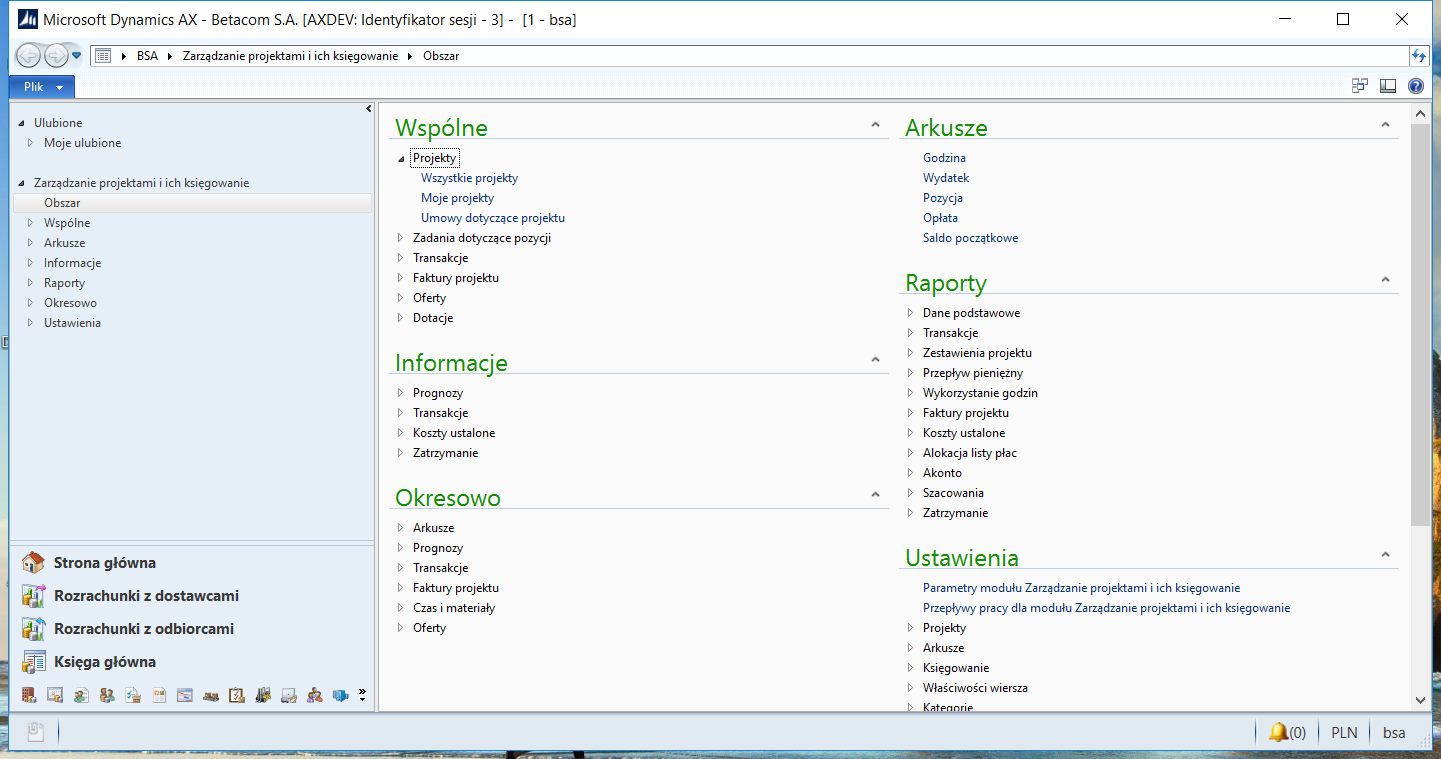 Microsoft Dynamics AX - Betacom S.A. [AXDEV: Identyfikator sesji - 3] - [1 - bsa]
BSA
Zarządzanie projektami i ich księgowanie
Obszar
Plik
Ulubione
Moje ulubione
Zarządzanie projektami i ich księgowanie
Obszar
Wspólne
Arkusze
Informacje
Raporty
Okresowo
Ustawienia
Strona główna
Rozrachunki z dostawcami
Rozrachunki z odbiorcami
Księga główna
Wspólne
Projekty
Wszystkie projekty
Moje projekty
Umowy dotyczące projektu
Zadania dotyczące pozycji
Transakcje
Faktury projektu
Oferty
Dotacje
Informacje
Prognozy
Transakcje
Koszty ustalone
Zatrzymanie
Okresowo
Arkusze
Prognozy
Transakcje
Faktury projektu
Czas i materiały
Oferty
Arkusze
Godzina
Wydatek
Pozycja
Opłata
Saldo początkowe
Raporty
Dane podstawowe
Transakcje
Zestawienia projektu
Przepływ pieniężny
Wykorzystanie godzin
Faktury projektu
Koszty ustalone
Alokacja listy płac
Akonto
Szacowania
Zatrzymanie
Ustawienia
Parametry modułu Zarządzanie projektami i ich księgowanie
Przepływy pracy dla modułu Zarządzanie projektami i ich księgowanie
Projekty
Arkusze
Księgowanie
Właściwości wiersza
Kategorie
(0)
PLN
bsa